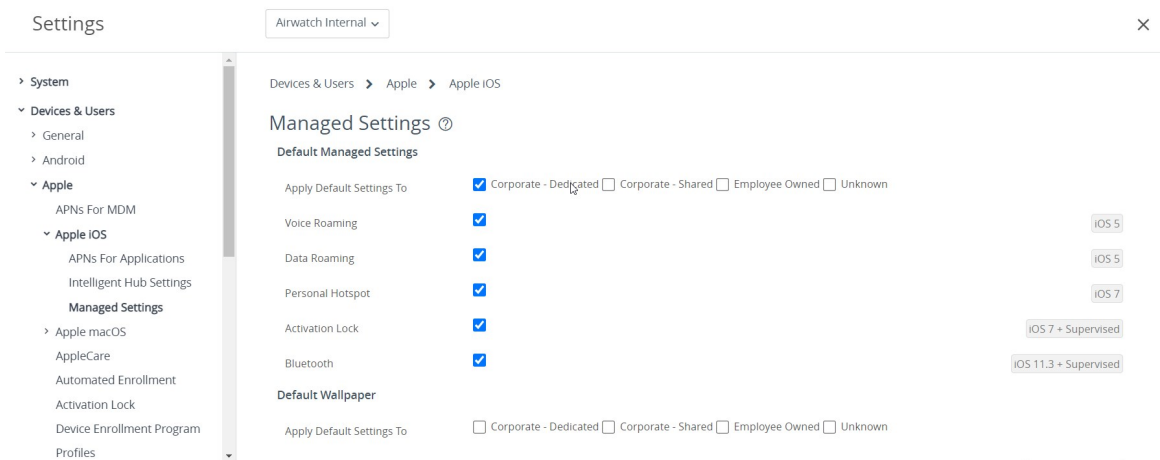 Settings
Airwatch Internal
System
Devices & Users
General
Android
Apple
APNs For MDM
Apple iOS
APNs For Applications
Intelligent Hub Settings
Managed Settings
Apple macOS
AppleCare
Automated Enrollment
Activation Lock
Device Enrollment Program
Profiles
Devices & Users > Apple > Apple iOS
Managed Settings
Default Managed Settings
Apply Default Settings To Corporate - Dedicated Corporate - Shared Employee Owned Unknown
Voice Roaming iOS 5
Data Roaming iOS 5
Personal Hotspot iOS 7
Activation Lock iOS 7 + Supervised
Bluetooth iOS 11.3 + Supervised
Default Wallpaper
Apply Default Settings To Corporate - Dedicated Corporate - Shared Employee Owned Unknown